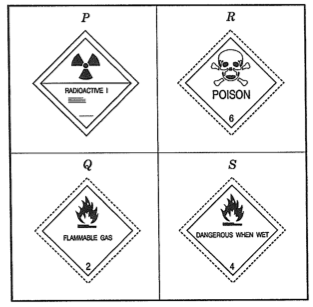 P
RADIOACTIVE I
R
POISON
6
Q
FLAMMABLE GAS
2
S
DANGEROUS WHEN WET
4